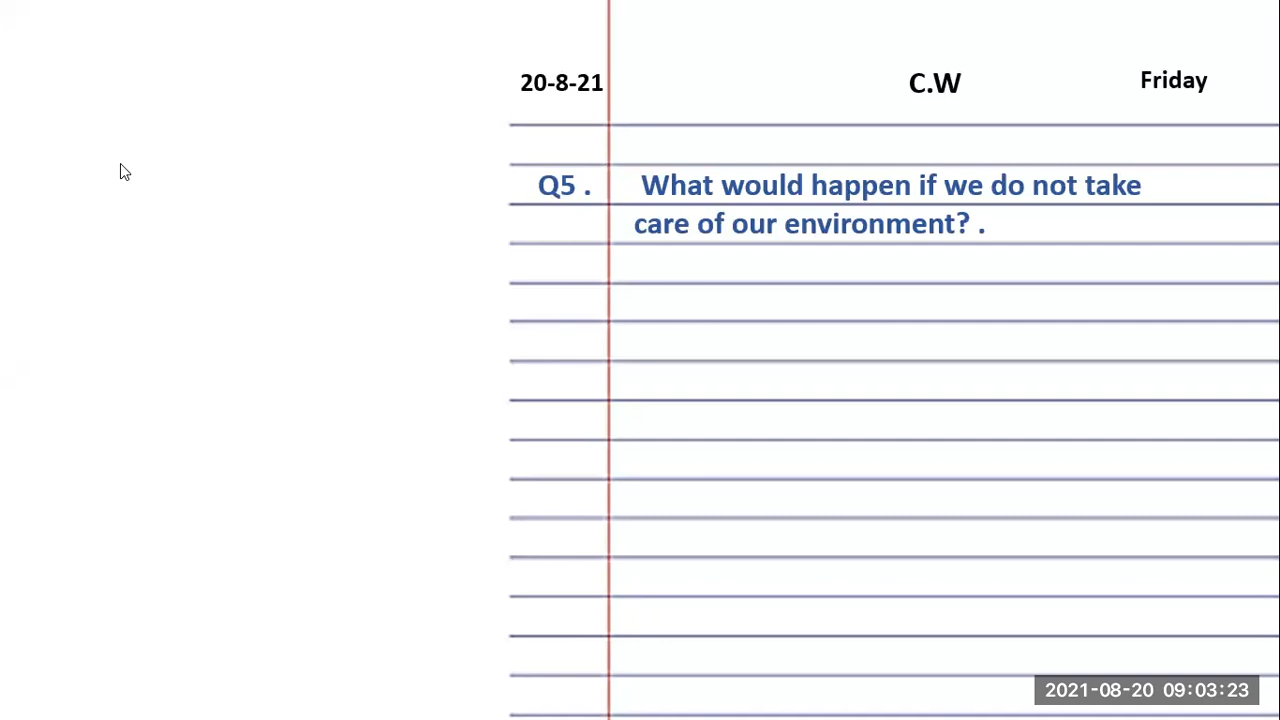 20-8-21 C.W Friday
Q5 . What would happen if we do not take
care of our environment? .
2021-08-20 09:03:23